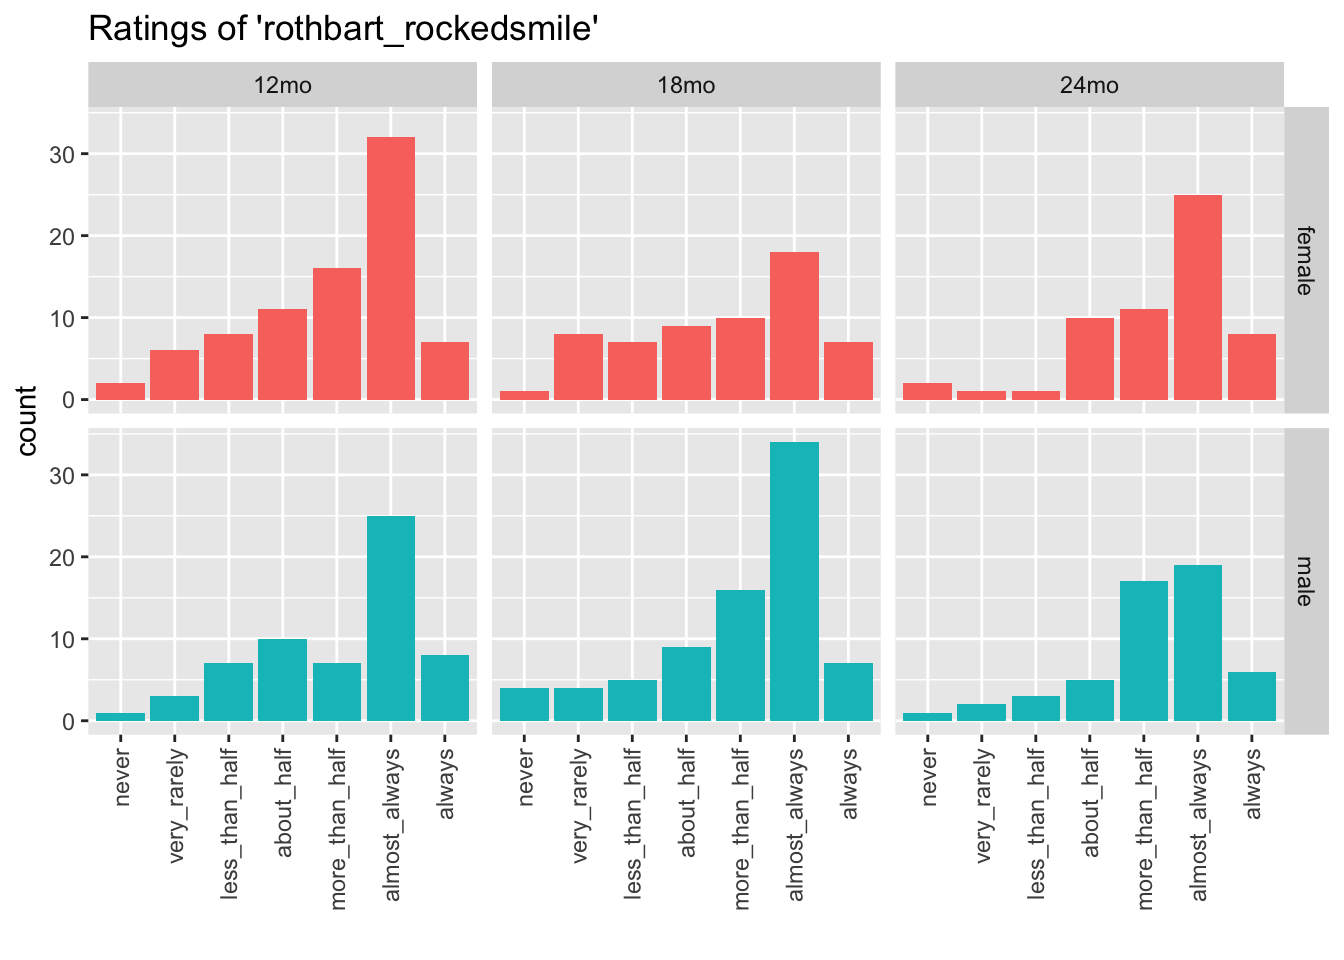 Ratings of 'rothbart_rockedsmile'
12mo 18mo 24mo
30
20
10
0
female
count
30
20
10
0
male
never very_rarely less_than_half about_half more_than_half almost_always always
never very_rarely less_than_half about_half more_than_half almost_always always
never very_rarely less_than_half about_half more_than_half almost_always always